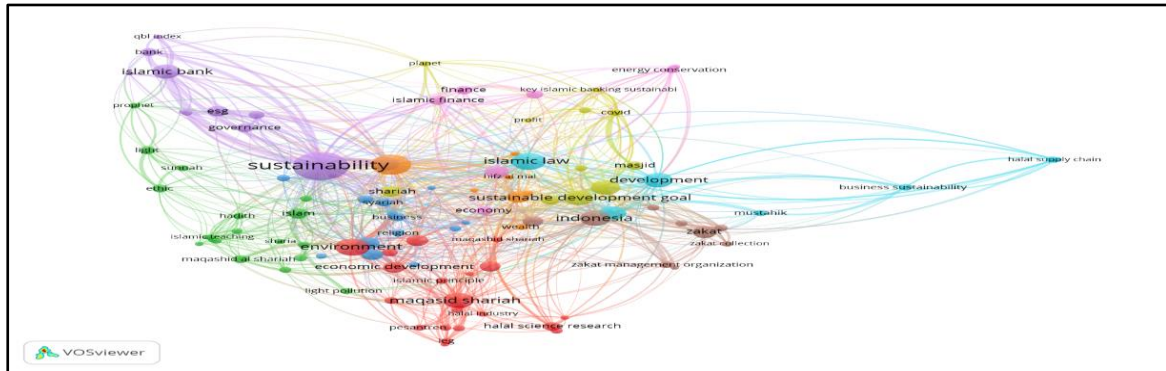 qbl index
bank
islamic bank
planet
energy conservation
finance
key islamic banking sustainabi
islamic finance
prophet
esg
profit
covid
governance
light
sunnah
sustainability
islamic law
masjid
halal supply chain
hifz al mal
development
ethic
shariah
sustainable development goal
business sustainability
syariah
hadith
islam
business
economy
indonesia
mustahik
wealth
islamic teaching
sharia
religion
zakat
environment
maqashid shariah
zakat collection
maqashid al shariah
economic development
zakat management organization
islamic principle
light pollution
maqasid shariah
halal industry
pesantren
halal science research
ieg
VOSviewer